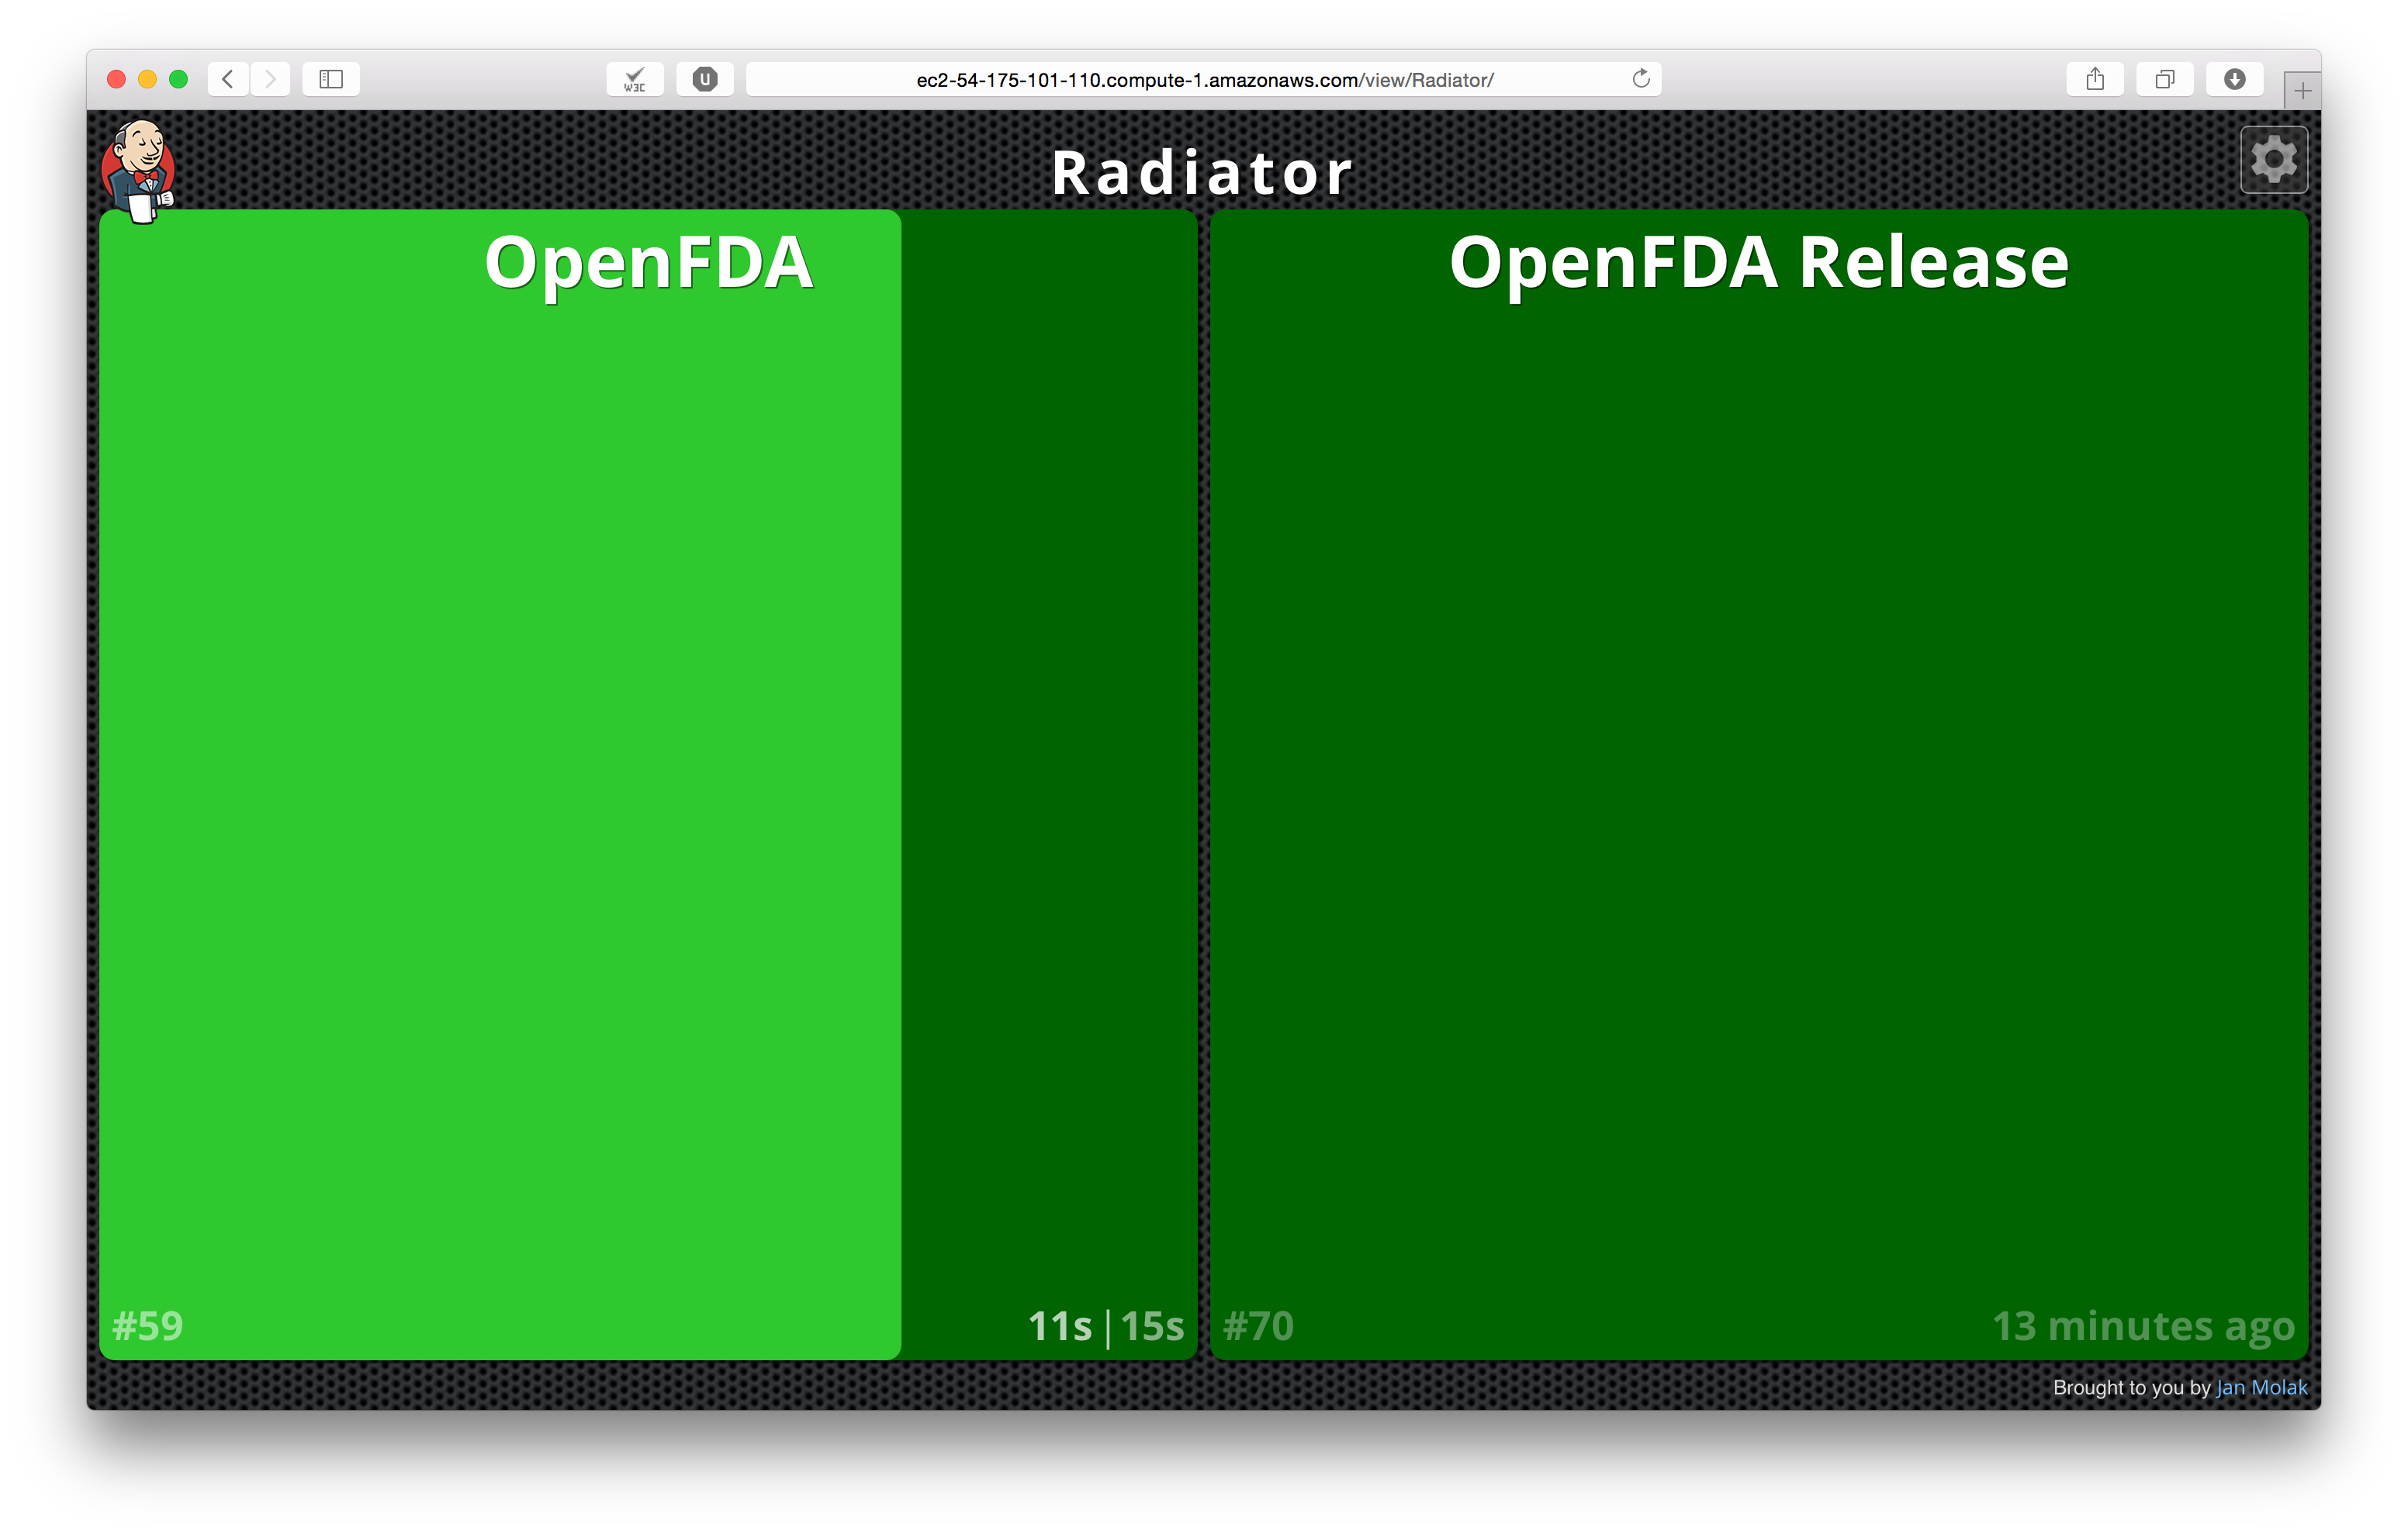 W3C
U
ec2-54-175-101-110.compute-1.amazonaws.com/view/Radiator/
Radiator
OpenFDA
#59
11s|15s
OpenFDA Release
#70
13 minutes ago
Brought to you by Jan Molak